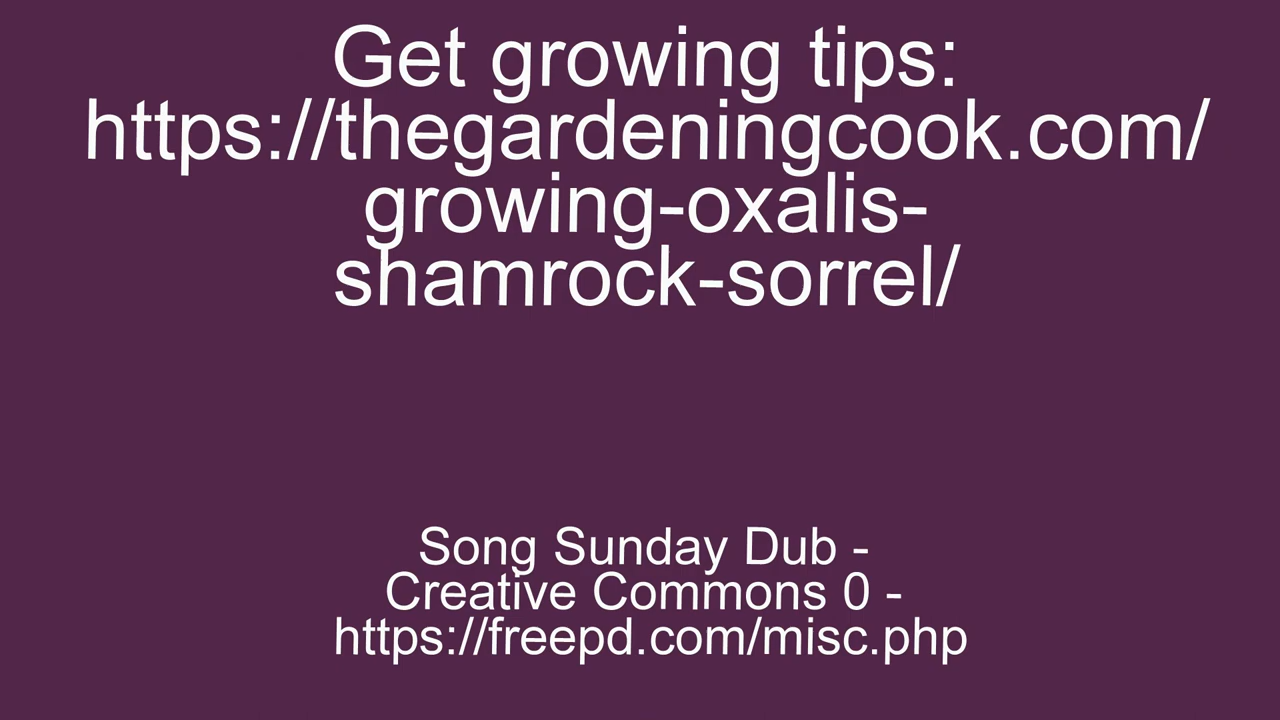 Get growing tips:
https://thegardeningcook.com/
growing-oxalis-
shamrock-sorrel/
Song Sunday Dub -
Creative Commons 0 -
https://freepd.com/misc.php